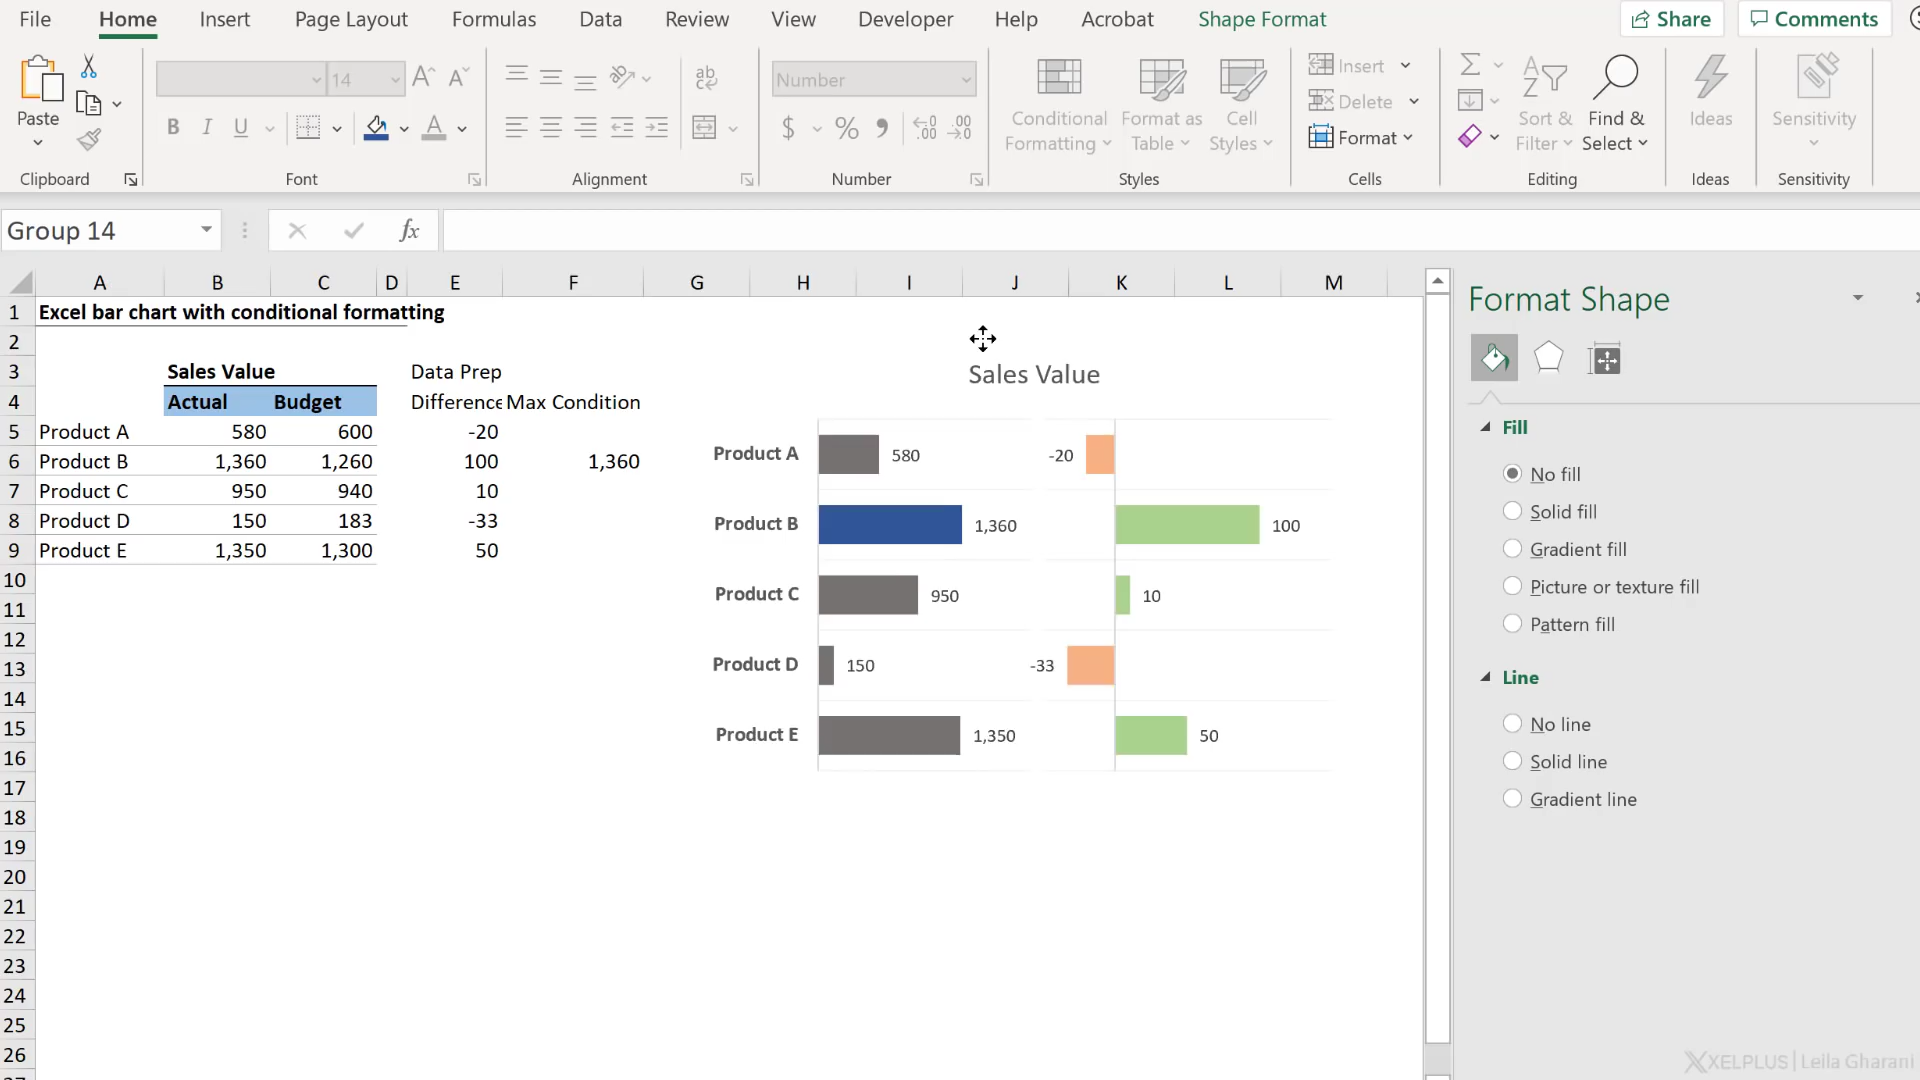 File Home Insert Page Layout Formulas Data Review View Developer Help Acrobat Shape Format Share Comments
Paste
14
Number
Conditional Formatting
Format as Table
Cell Styles
Insert
Delete
Format
Sort & Filter
Find & Select
Ideas
Sensitivity
Clipboard Font Alignment Number Styles Cells Editing Ideas Sensitivity
Group 14
fx
A B C D E F G H I J K L M
1 Excel bar chart with conditional formatting
2
3 Sales Value Data Prep
4 Actual Budget Difference Max Condition
5 Product A 580 600 -20
6 Product B 1,360 1,260 100 1,360
7 Product C 950 940 10
8 Product D 150 183 -33
9 Product E 1,350 1,300 50
10
11
12
13
14
15
16
17
18
19
20
21
22
23
24
25
26
Sales Value
Product A 580 -20
Product B 1,360 100
Product C 950 10
Product D 150 -33
Product E 1,350 50
Format Shape
Fill
No fill
Solid fill
Gradient fill
Picture or texture fill
Pattern fill
Line
No line
Solid line
Gradient line
XELPLUS | Leila Gharani